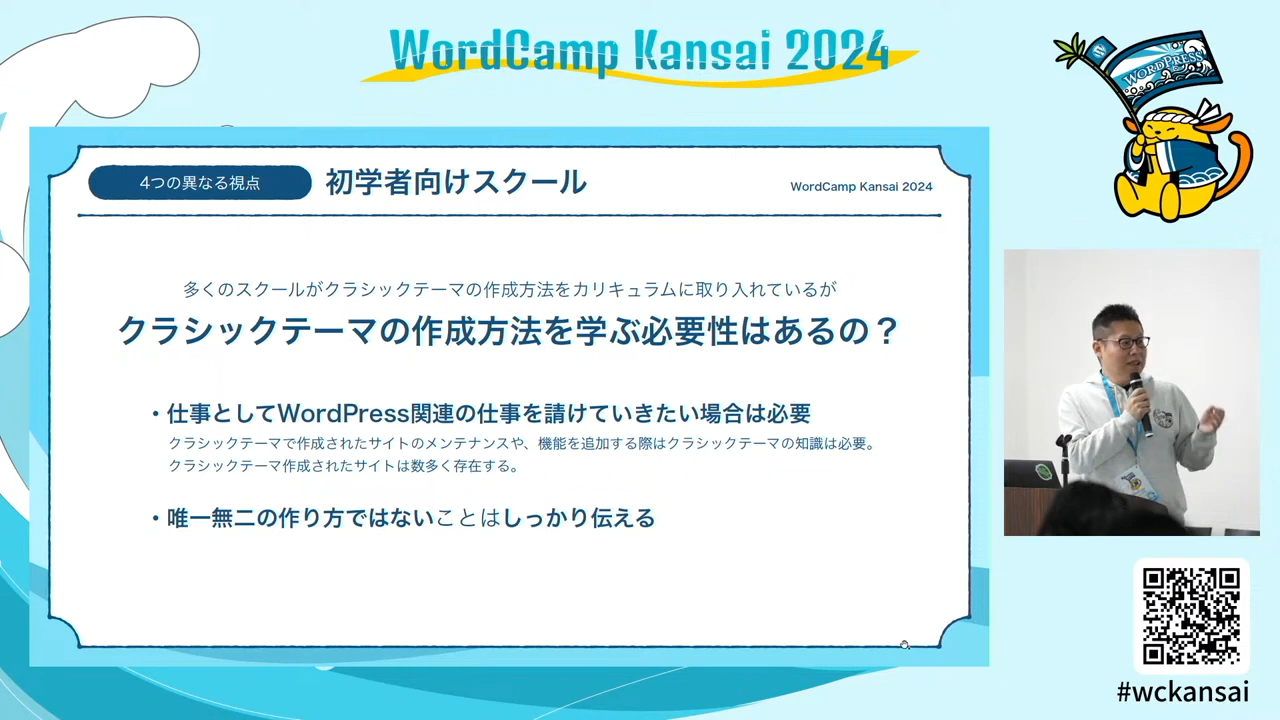 WordCamp Kansai 2024
WORDPRESS
W
4つの異なる視点
初学者向けスクール
WordCamp Kansai 2024
多くのスクールがクラシックテーマの作成方法をカリキュラムに取り入れているが
クラシックテーマの作成方法を学ぶ必要性はあるの？
・仕事としてWordPress関連の仕事を請けていきたい場合は必要
クラシックテーマで作成されたサイトのメンテナンスや、機能を追加する際はクラシックテーマの知識は必要。
クラシックテーマ作成されたサイトは数多く存在する。
・唯一無二の作り方ではないことはしっかり伝える
#wckansai